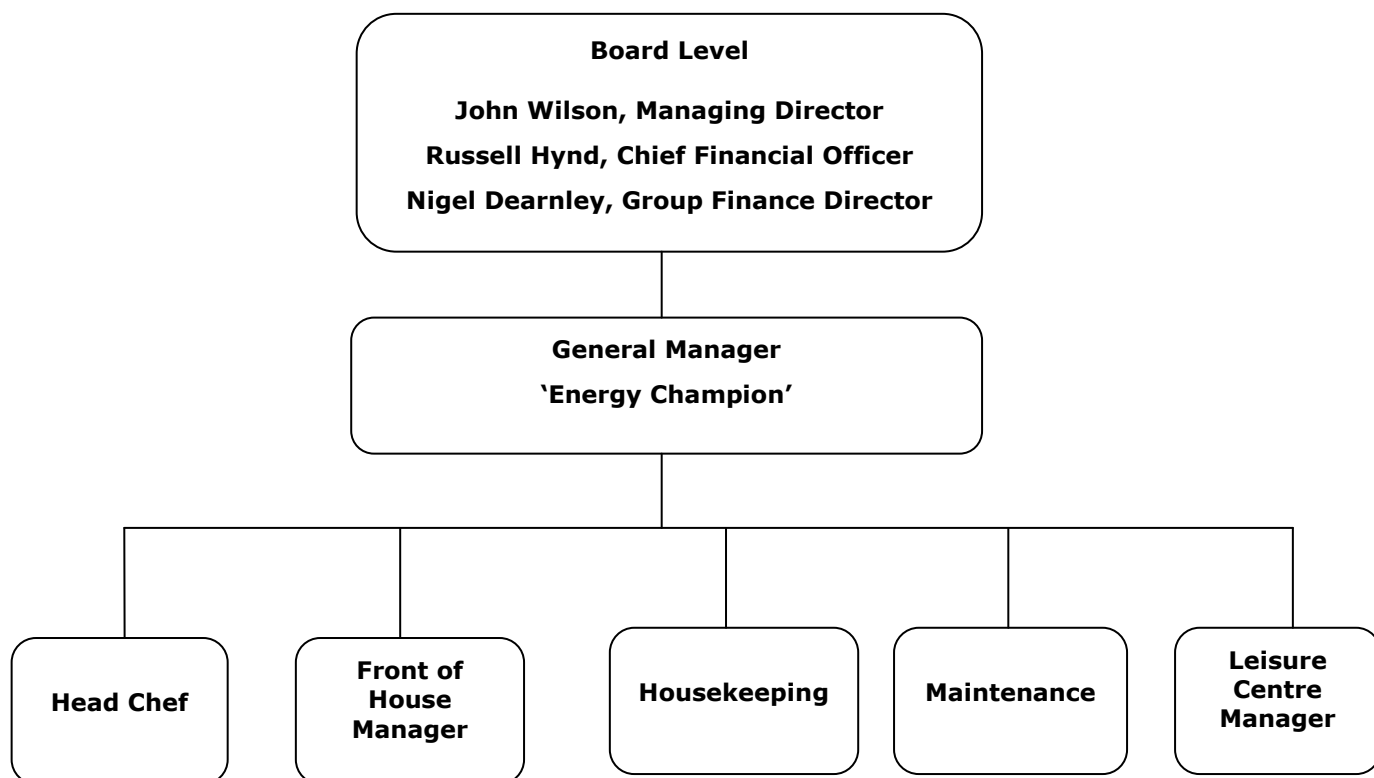 Board Level
John Wilson, Managing Director
Russell Hynd, Chief Financial Officer
Nigel Dearnley, Group Finance Director
General Manager
‘Energy Champion’
Head Chef
Front of
House
Manager
Housekeeping
Maintenance
Leisure
Centre
Manager